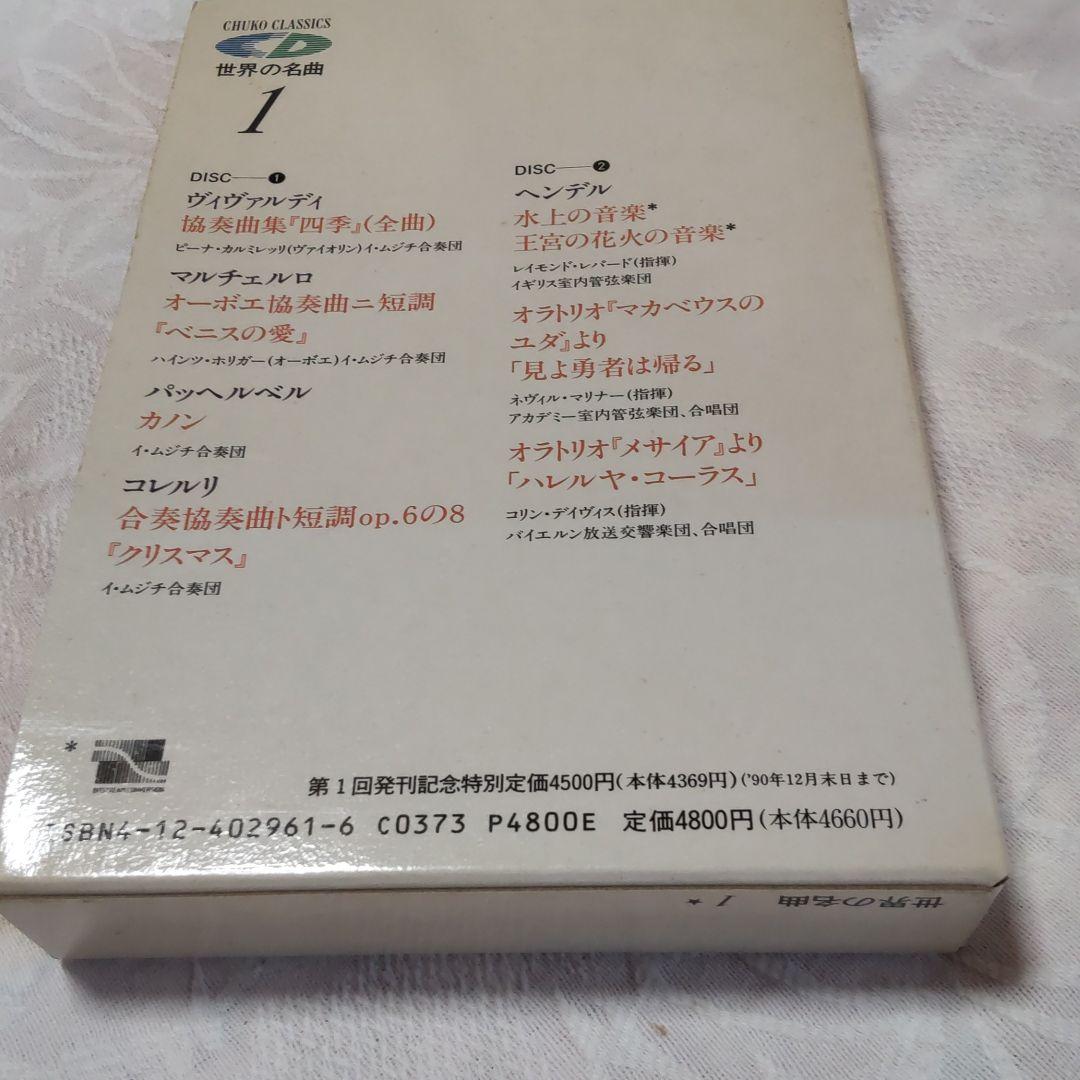 CHUKO CLASSICS
CD
世界の名曲
1
DISC—❶
ヴィヴァルディ
協奏曲集『四季』(全曲)
ピーナ・カルミレッリ(ヴァイオリン)イ・ムジチ合奏団
マルチェルロ
オーボエ協奏曲ニ短調
『ベニスの愛』
ハインツ・ホリガー(オーボエ)イ・ムジチ合奏団
パッヘルベル
カノン
イ・ムジチ合奏団
コレルリ
合奏協奏曲ト短調op.6の8
『クリスマス』
イ・ムジチ合奏団
DISC—❷
ヘンデル
水上の音楽*
王宮の花火の音楽*
レイモンド・レパード(指揮)
イギリス室内管弦楽団
オラトリオ『マカベウスの
ユダ』より
「見よ勇者は帰る」
ネヴィル・マリナー(指揮)
アカデミー室内管弦楽団、合唱団
オラトリオ『メサイア』より
「ハレルヤ・コーラス」
コリン・デイヴィス(指揮)
バイエルン放送交響楽団、合唱団
*
BITSTREAM CONVERSION
第1回発刊記念特別定価4500円(本体4369円)('90年12月末日まで)
ISBN4-12-402961-6 C0373 P4800E 定価4800円(本体4660円)
世界の名曲 1 *